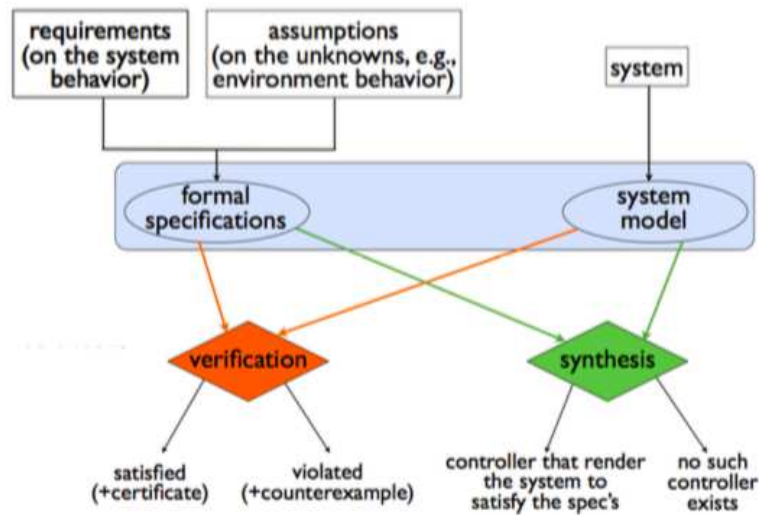 requirements
(on the system
behavior)
assumptions
(on the unknowns, e.g.,
environment behavior)
system
formal
specifications
system
model
verification
synthesis
satisfied
(+certificate)
violated
(+counterexample)
controller that render
the system to
satisfy the spec's
no such
controller
exists